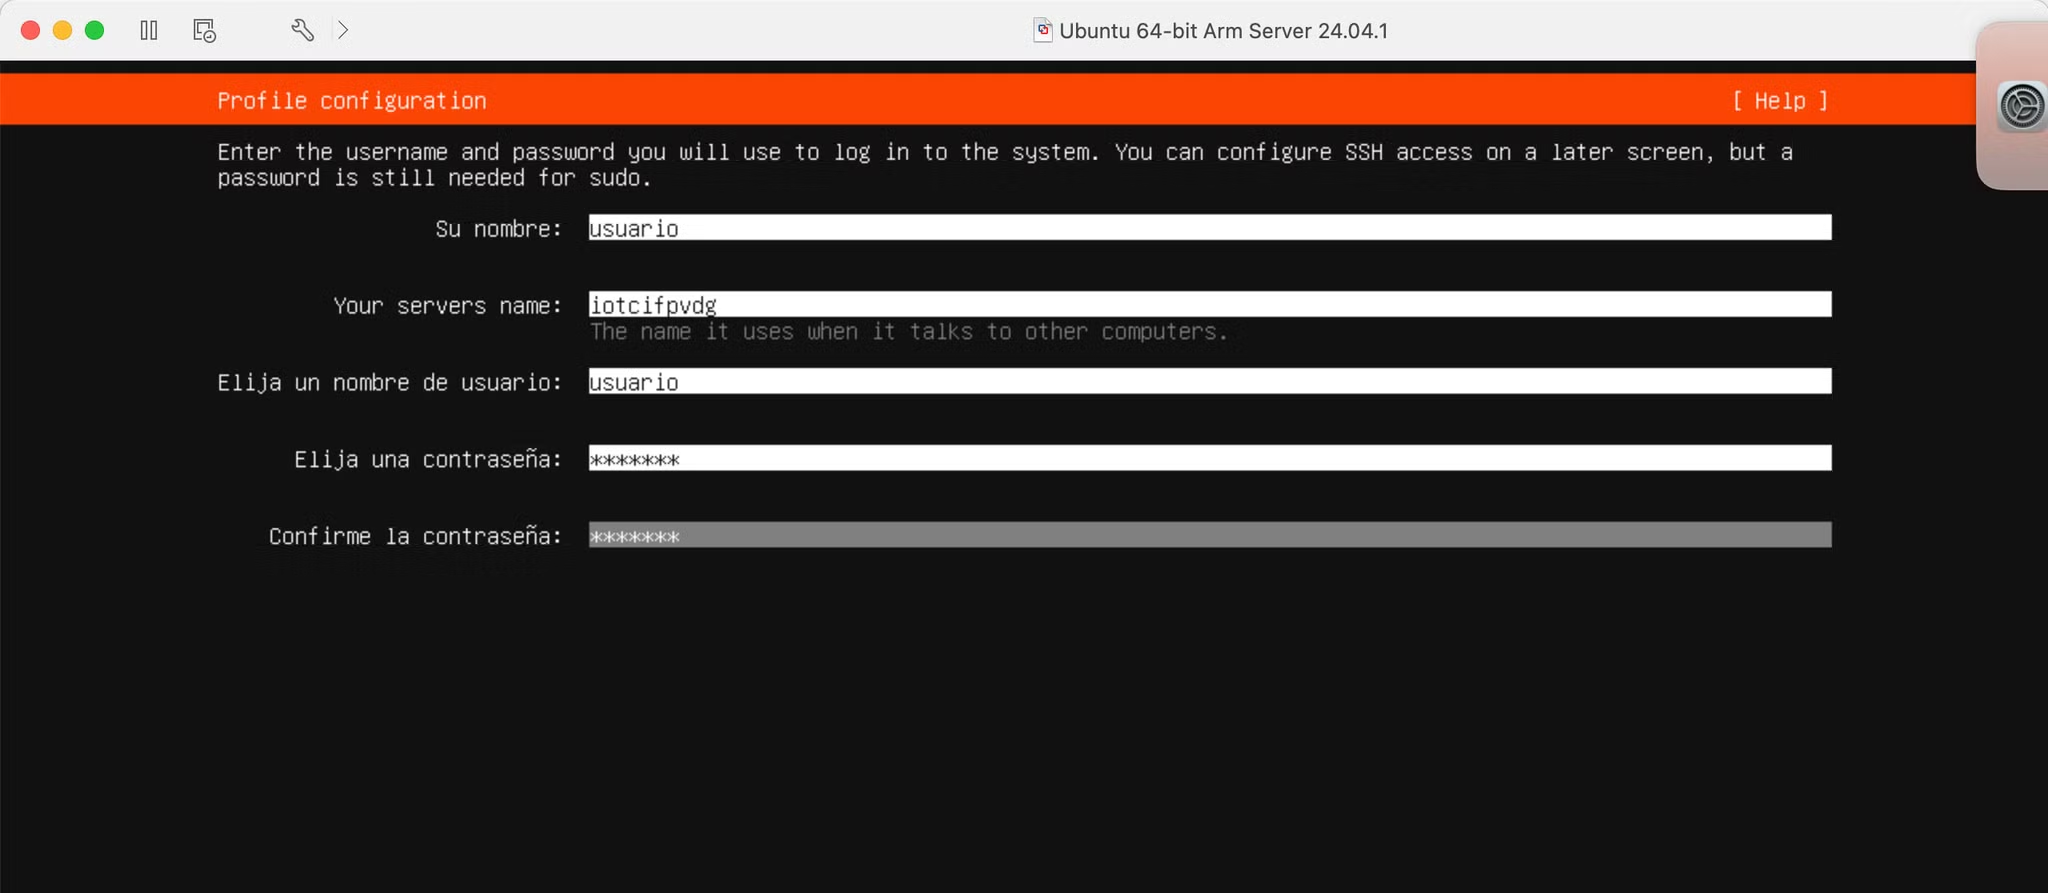 Ubuntu 64-bit Arm Server 24.04.1
Profile configuration [ Help ]
Enter the username and password you will use to log in to the system. You can configure SSH access on a later screen, but a
password is still needed for sudo.
Su nombre: usuario
Your servers name: iotcifpvdg
The name it uses when it talks to other computers.
Elija un nombre de usuario: usuario
Elija una contraseña: *******
Confirme la contraseña: *******